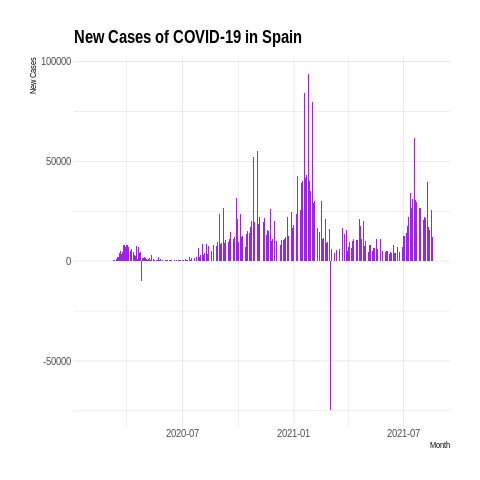 New Cases of COVID-19 in Spain
New Cases
100000
50000
0
-50000
2020-07
2021-01
2021-07
Month